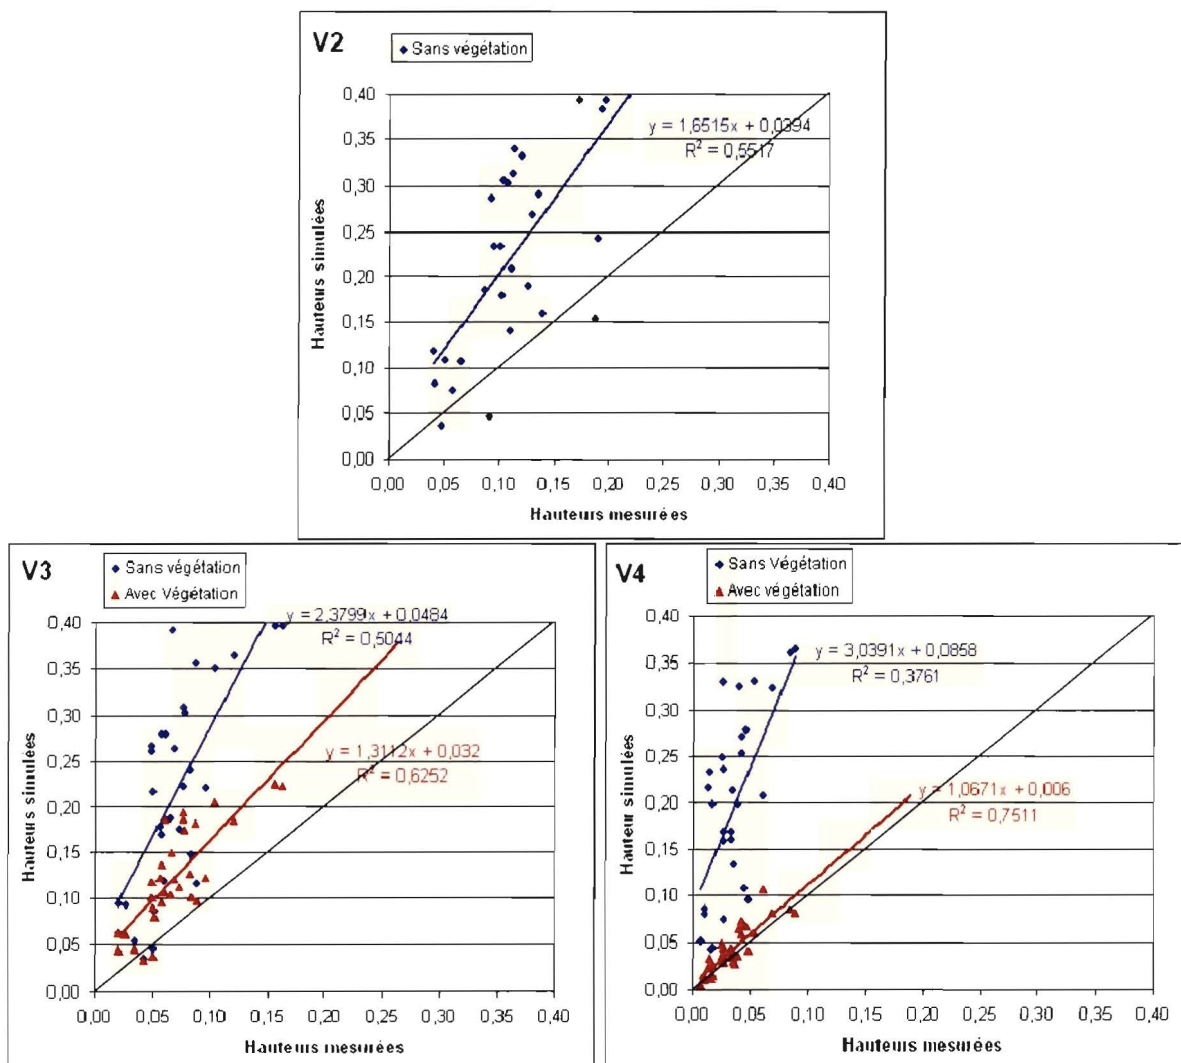 V2
Sans végétation
0,40
0,35
0,30
0,25
0,20
0,15
0,10
0,05
0,00
y = 1,6515x + 0,0394
R² = 0,5517
0,00 0,05 0,10 0,15 0,20 0,25 0,30 0,35 0,40
Hauteurs simulées
Hauteurs mesurées
V3
Sans végétation
Avec Végétation
0,40
0,35
0,30
0,25
0,20
0,15
0,10
0,05
0,00
y = 2,3799x + 0,0484
R² = 0,5044
y = 1,3112x + 0,032
R² = 0,6252
0,00 0,05 0,10 0,15 0,20 0,25 0,30 0,35 0,40
Hauteurs simulées
Hauteurs mesurées
V4
Sans Végétation
Avec végétation
0,40
0,35
0,30
0,25
0,20
0,15
0,10
0,05
0,00
y = 3,0391x + 0,0858
R² = 0,3761
y = 1,0671x + 0,006
R² = 0,7511
0,00 0,05 0,10 0,15 0,20 0,25 0,30 0,35 0,40
Hauteur simulées
Hauteurs mesurées